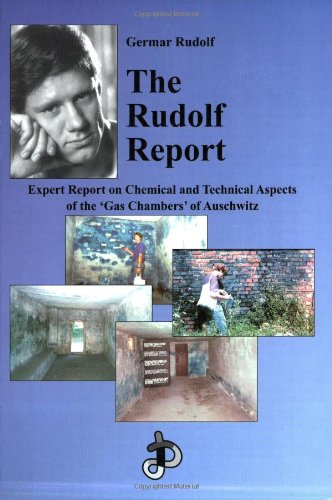 Germar Rudolf
The
Rudolf
Report
Expert Report on Chemical and Technical Aspects
of the ‘Gas Chambers’ of Auschwitz